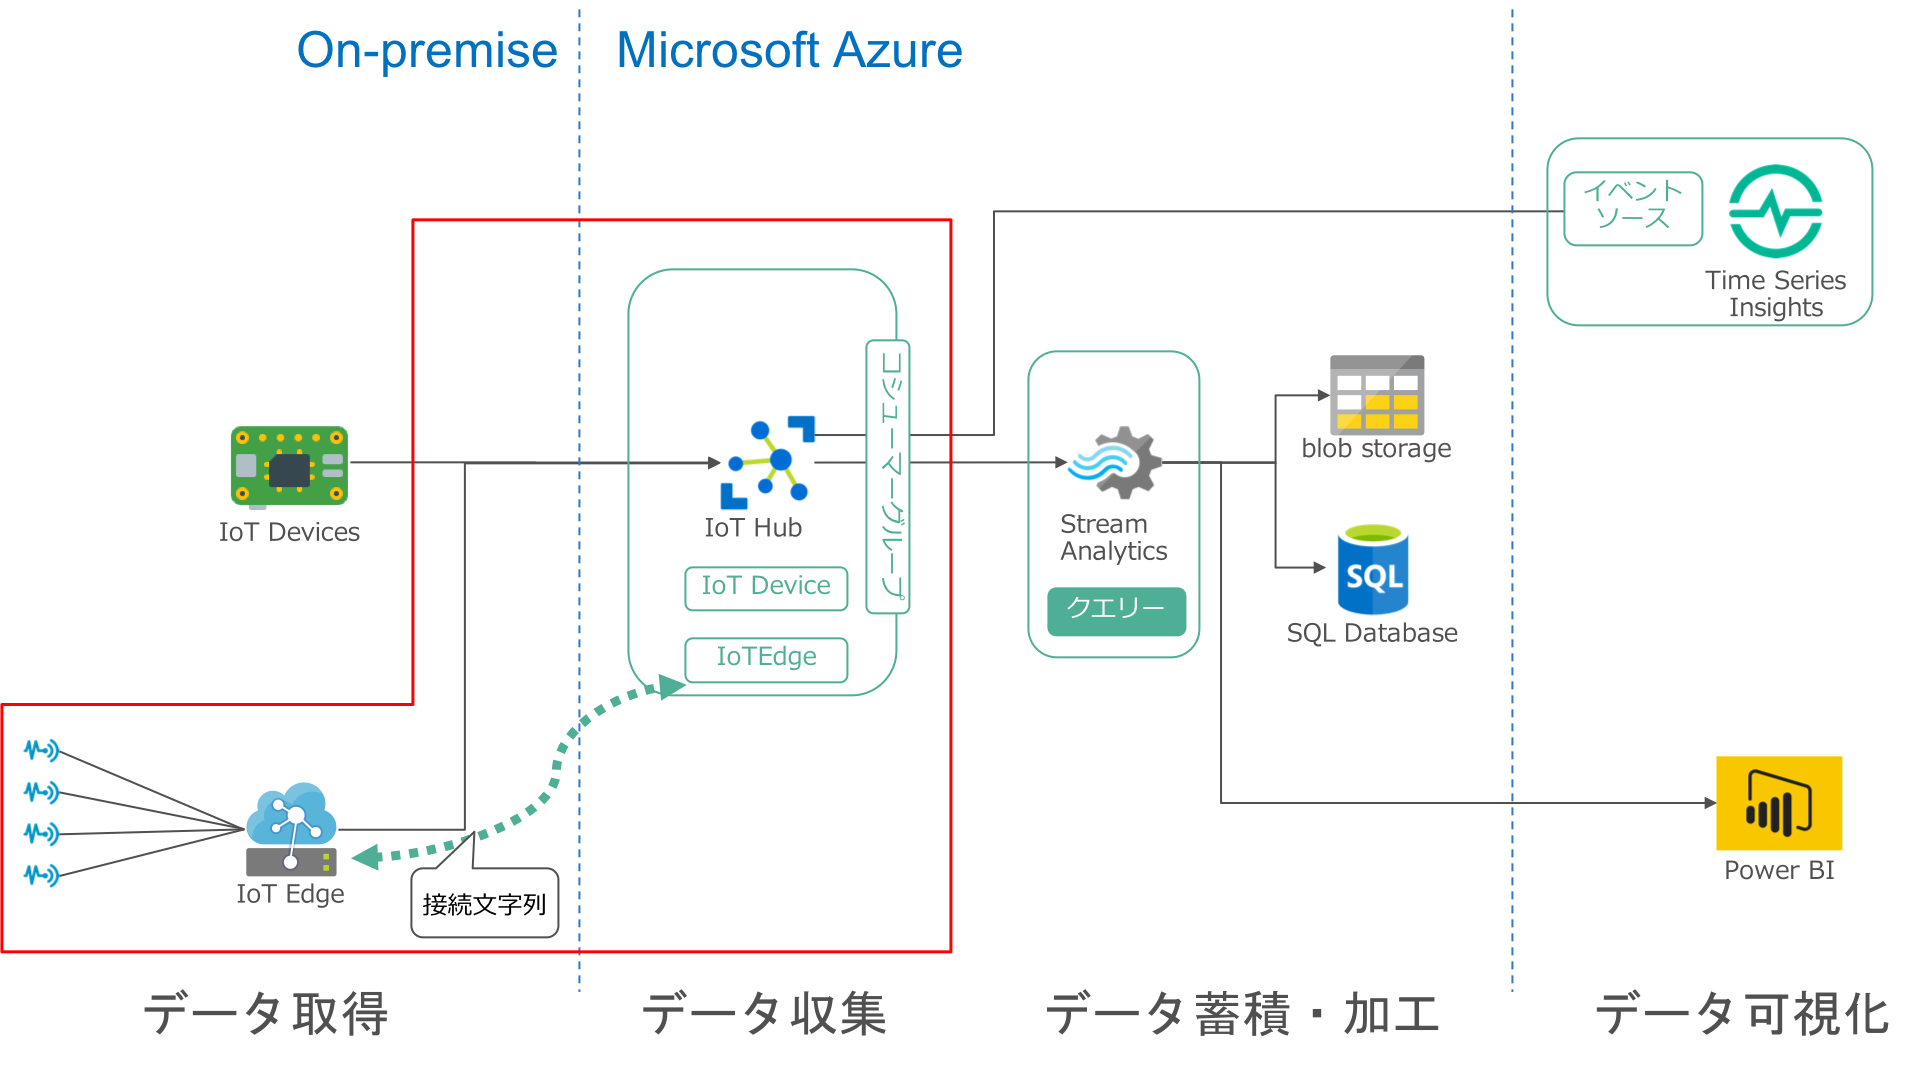 On-premise
Microsoft Azure
イベント
ソース
Time Series
Insights
コシューマーグループ
blob storage
IoT Devices
IoT Hub
Stream
Analytics
IoT Device
クエリー
SQL
SQL Database
IoTEdge
IoT Edge
接続文字列
Power BI
データ取得
データ収集
データ蓄積・加工
データ可視化